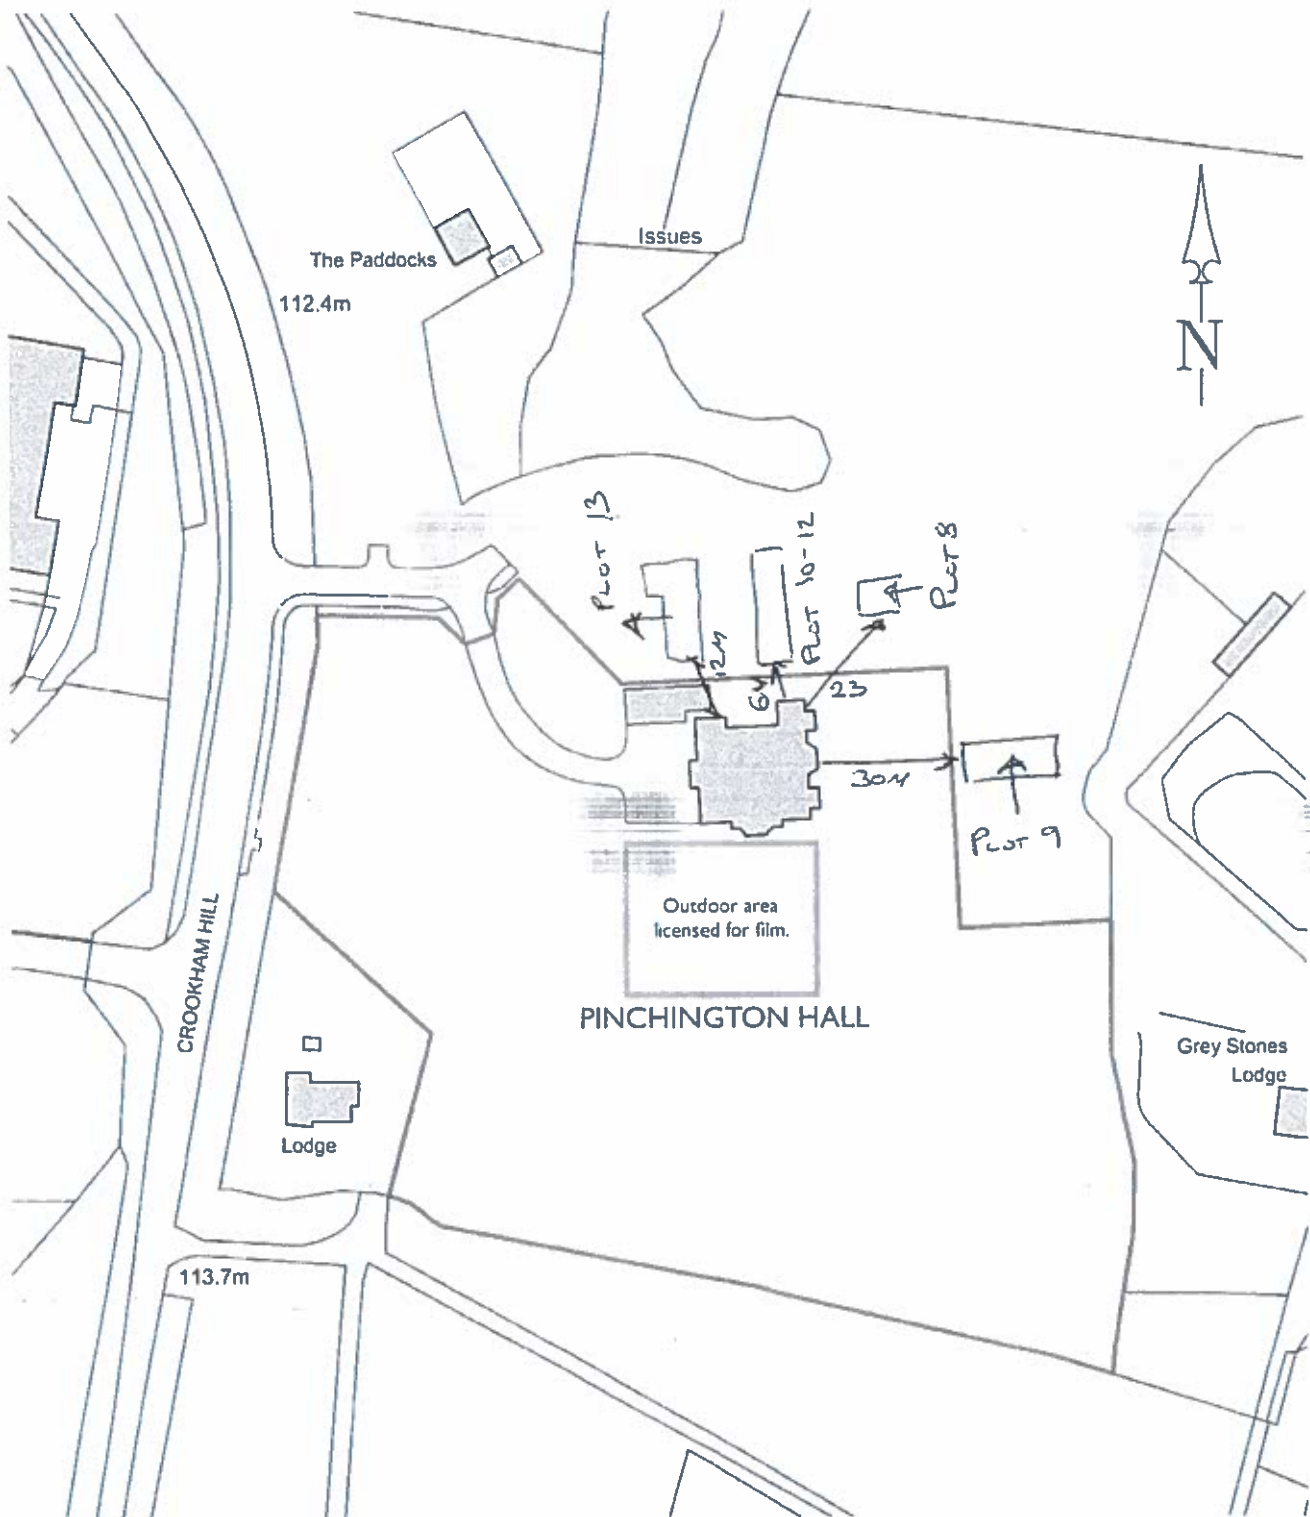 Issues
The Paddocks
112.4m
N
PLOT 13
PLOT 10-12
PLOT 8
12M
6M
23
30M
PLOT 9
Outdoor area
licensed for film.
CROOKHAM HILL
PINCHINGTON HALL
Grey Stones
Lodge
Lodge
113.7m